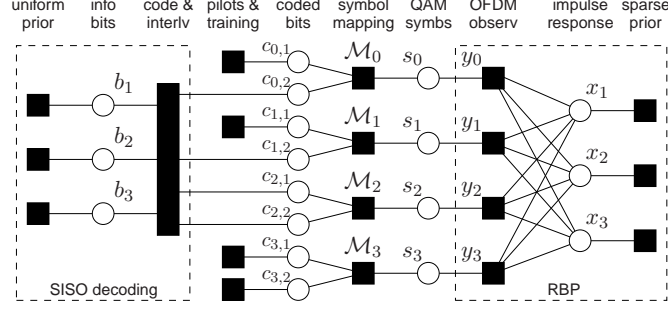 uniform info code & pilots & coded symbol QAM OFDM impulse sparse
prior bits interlv training bits mapping symbs observ response prior
c0,1 M0 s0 y0
b1 c0,2 x1
c1,1 M1 s1 y1
b2 c1,2 x2
c2,1 M2 s2 y2
b3 c2,2 x3
c3,1 M3 s3 y3
c3,2
SISO decoding RBP